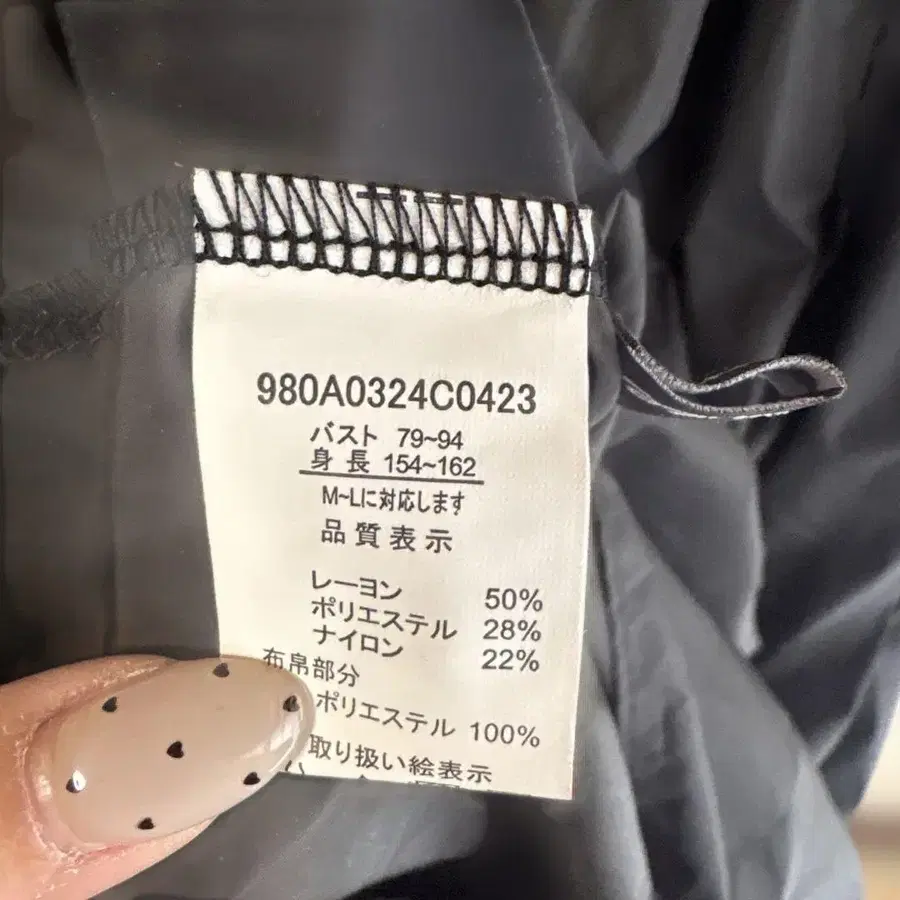 980A0324C0423
バスト 79~94
身長 154~162
M~Lに対応します
品質表示
レーヨン 50%
ポリエステル 28%
ナイロン 22%
布帛部分
ポリエステル 100%
取り扱い絵表示